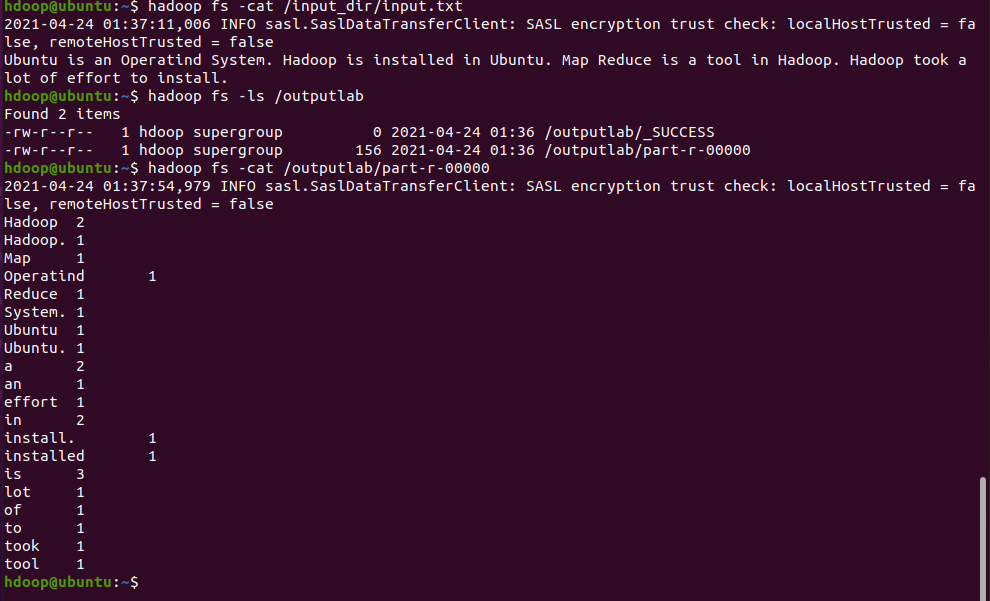 hdoop@ubuntu:~$ hadoop fs -cat /input_dir/input.txt
2021-04-24 01:37:11,006 INFO sasl.SaslDataTransferClient: SASL encryption trust check: localHostTrusted = fa
lse, remoteHostTrusted = false
Ubuntu is an Operatind System. Hadoop is installed in Ubuntu. Map Reduce is a tool in Hadoop. Hadoop took a
lot of effort to install.
hdoop@ubuntu:~$ hadoop fs -ls /outputlab
Found 2 items
-rw-r--r--   1 hdoop supergroup          0 2021-04-24 01:36 /outputlab/_SUCCESS
-rw-r--r--   1 hdoop supergroup        156 2021-04-24 01:36 /outputlab/part-r-00000
hdoop@ubuntu:~$ hadoop fs -cat /outputlab/part-r-00000
2021-04-24 01:37:54,979 INFO sasl.SaslDataTransferClient: SASL encryption trust check: localHostTrusted = fa
lse, remoteHostTrusted = false
Hadoop  2
Hadoop. 1
Map     1
Operatind       1
Reduce  1
System. 1
Ubuntu  1
Ubuntu. 1
a       2
an      1
effort  1
in      2
install.        1
installed       1
is      3
lot     1
of      1
to      1
took    1
tool    1
hdoop@ubuntu:~$